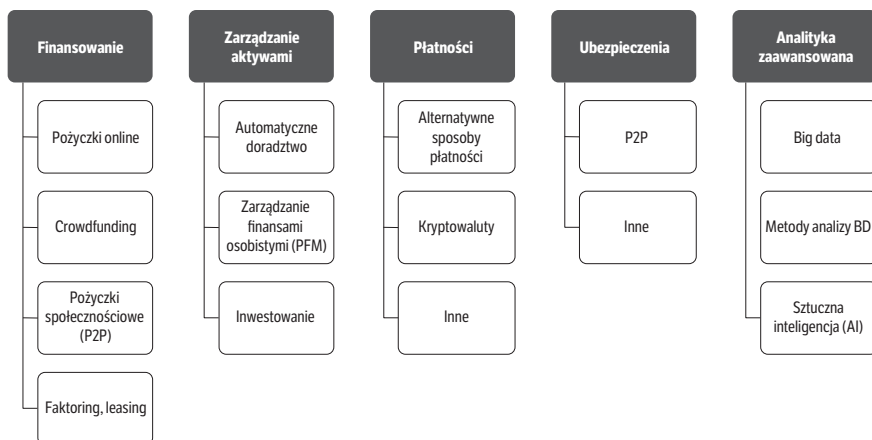 Finansowanie
Pożyczki online
Crowdfunding
Pożyczki
społecznościowe
(P2P)
Faktoring, leasing
Zarządzanie
aktywami
Automatyczne
doradztwo
Zarządzanie
finansami
osobistymi (PFM)
Inwestowanie
Płatności
Alternatywne
sposoby
płatności
Kryptowaluty
Inne
Ubezpieczenia
P2P
Inne
Analityka
zaawansowana
Big data
Metody analizy BD
Sztuczna
inteligencja (AI)